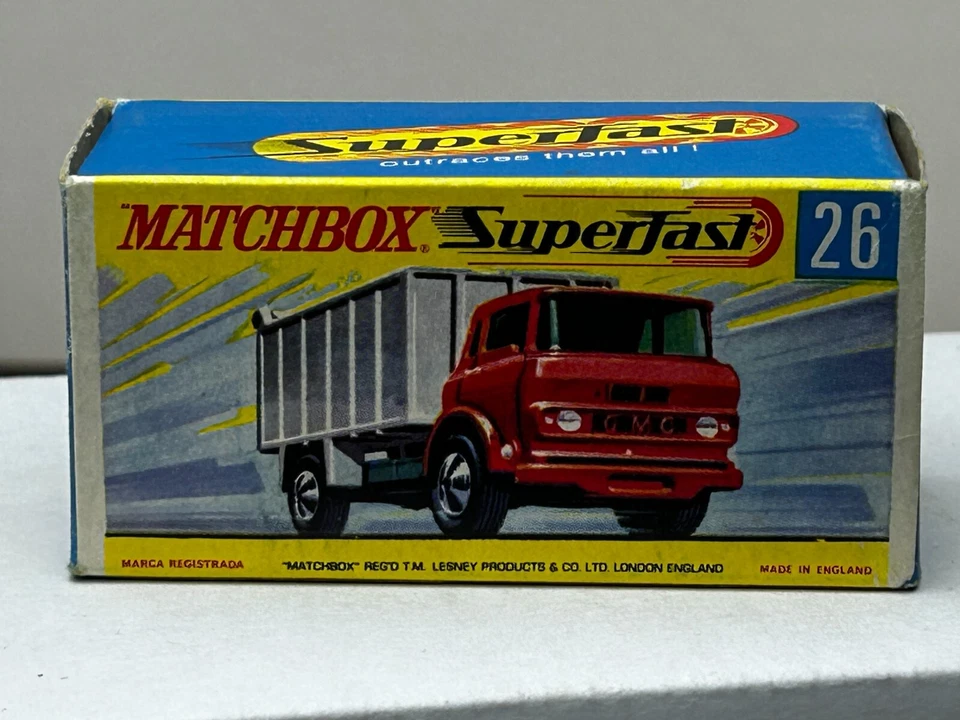 Superfast
outraces them all!
"MATCHBOX"® Superfast 26
GMC
MARCA REGISTRADA "MATCHBOX" REG'D T.M. LESNEY PRODUCTS & CO. LTD. LONDON ENGLAND MADE IN ENGLAND